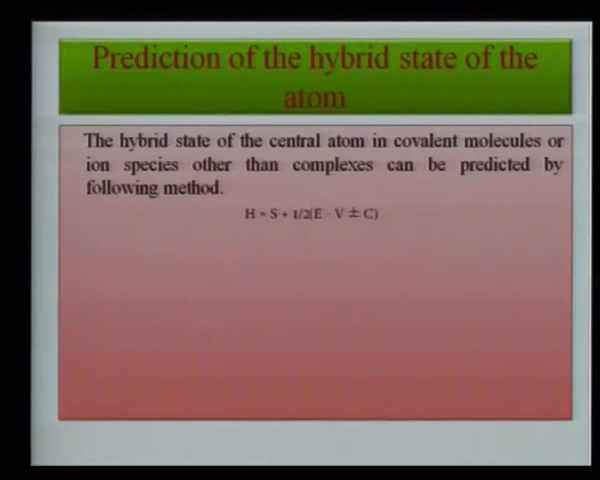 Prediction of the hybrid state of the
atom
The hybrid state of the central atom in covalent molecules or
ion species other than complexes can be predicted by
following method.
H = S + 1/2(E - V ± C)